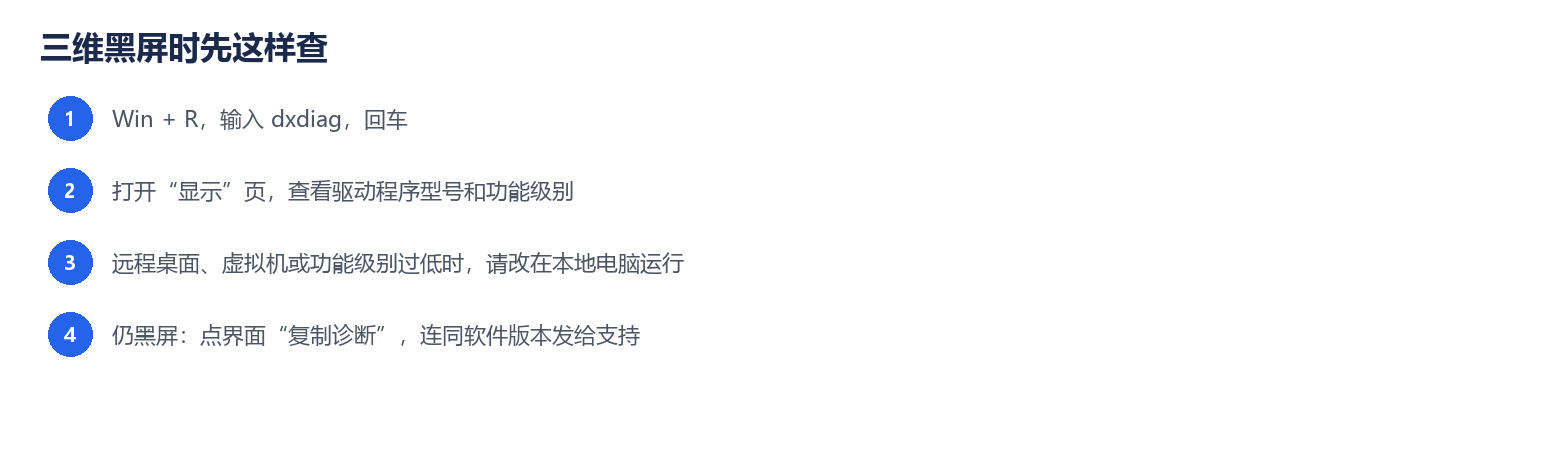 三维黑屏时先这样查
1 Win + R，输入 dxdiag，回车
2 打开“显示”页，查看驱动程序型号和功能级别
3 远程桌面、虚拟机或功能级别过低时，请改在本地电脑运行
4 仍黑屏：点界面“复制诊断”，连同软件版本发给支持